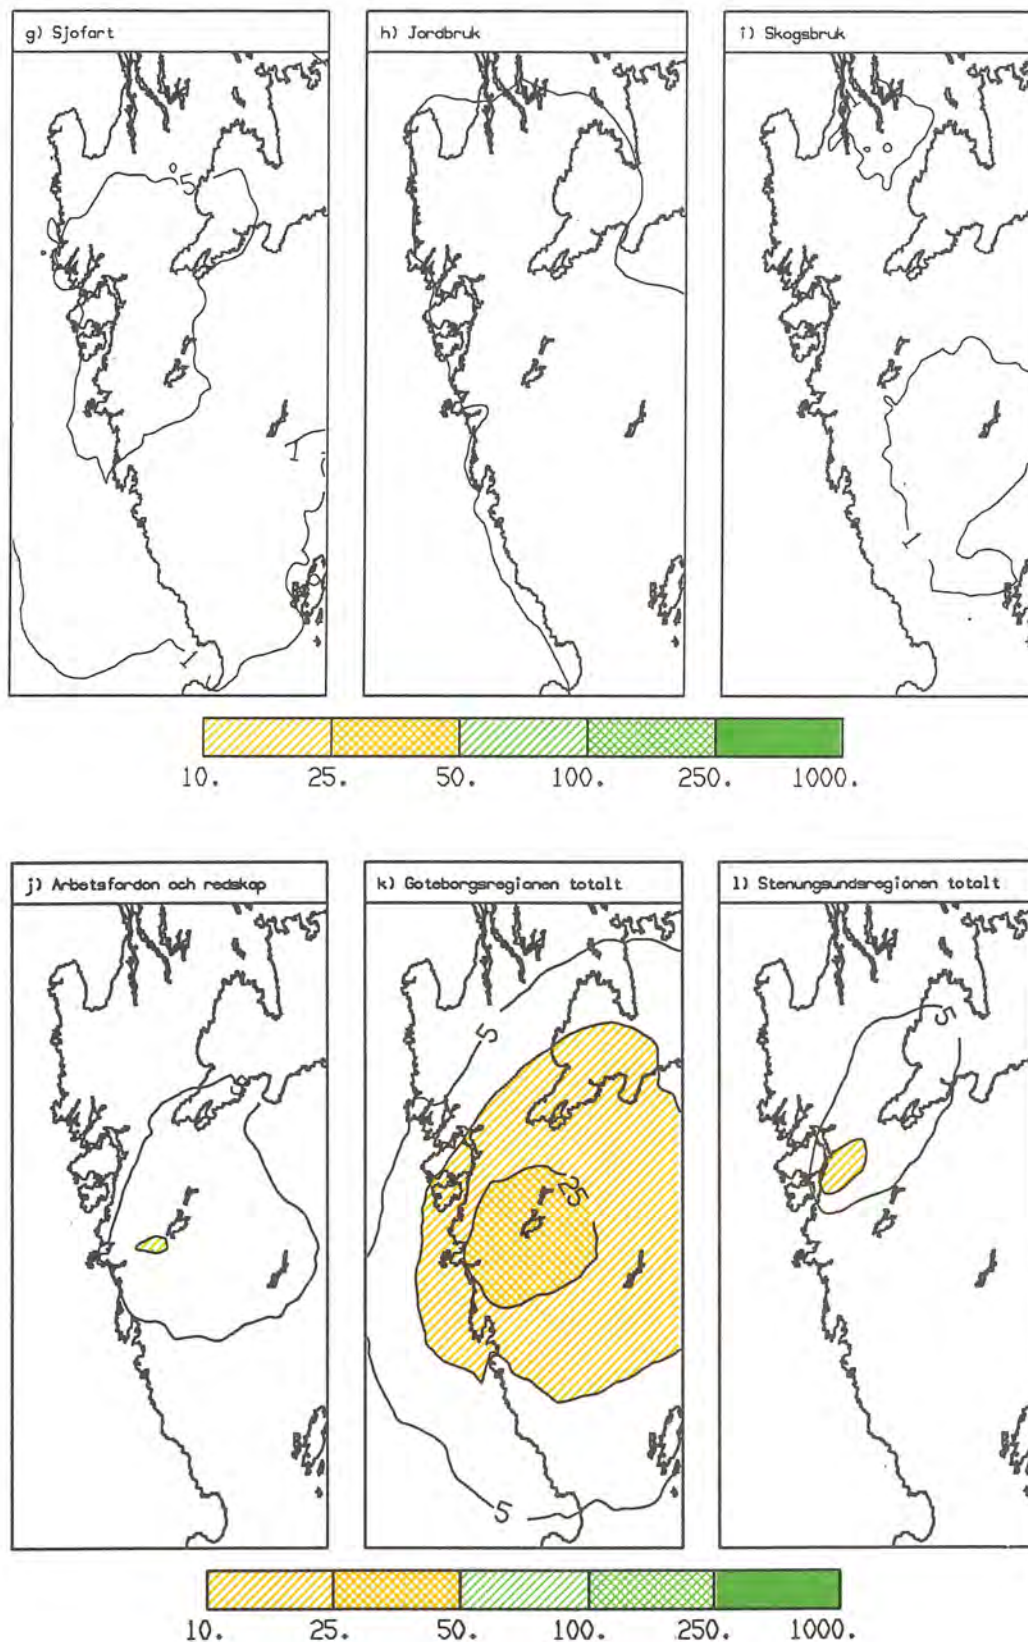 g) Sjofart
h) Jordbruk
i) Skogsbruk
5
1
1
1
1
10. 25. 50. 100. 250. 1000.
j) Arbetsfordon och redskap
k) Goteborgsregionen totalt
l) Stenungsundsregionen totalt
5
5
25
5
10. 25. 50. 100. 250. 1000.